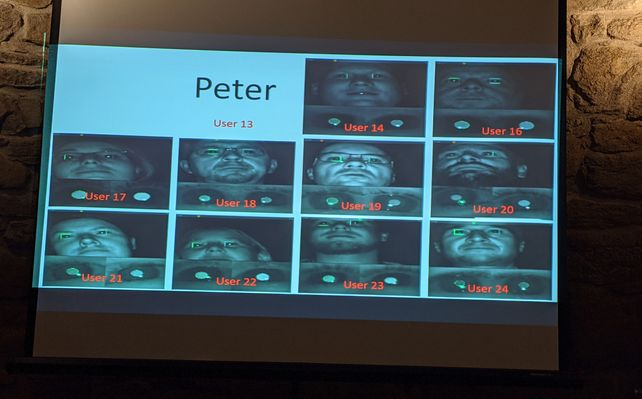 Peter
User 13
User 14
User 16
User 17
User 18
User 19
User 20
User 21
User 22
User 23
User 24